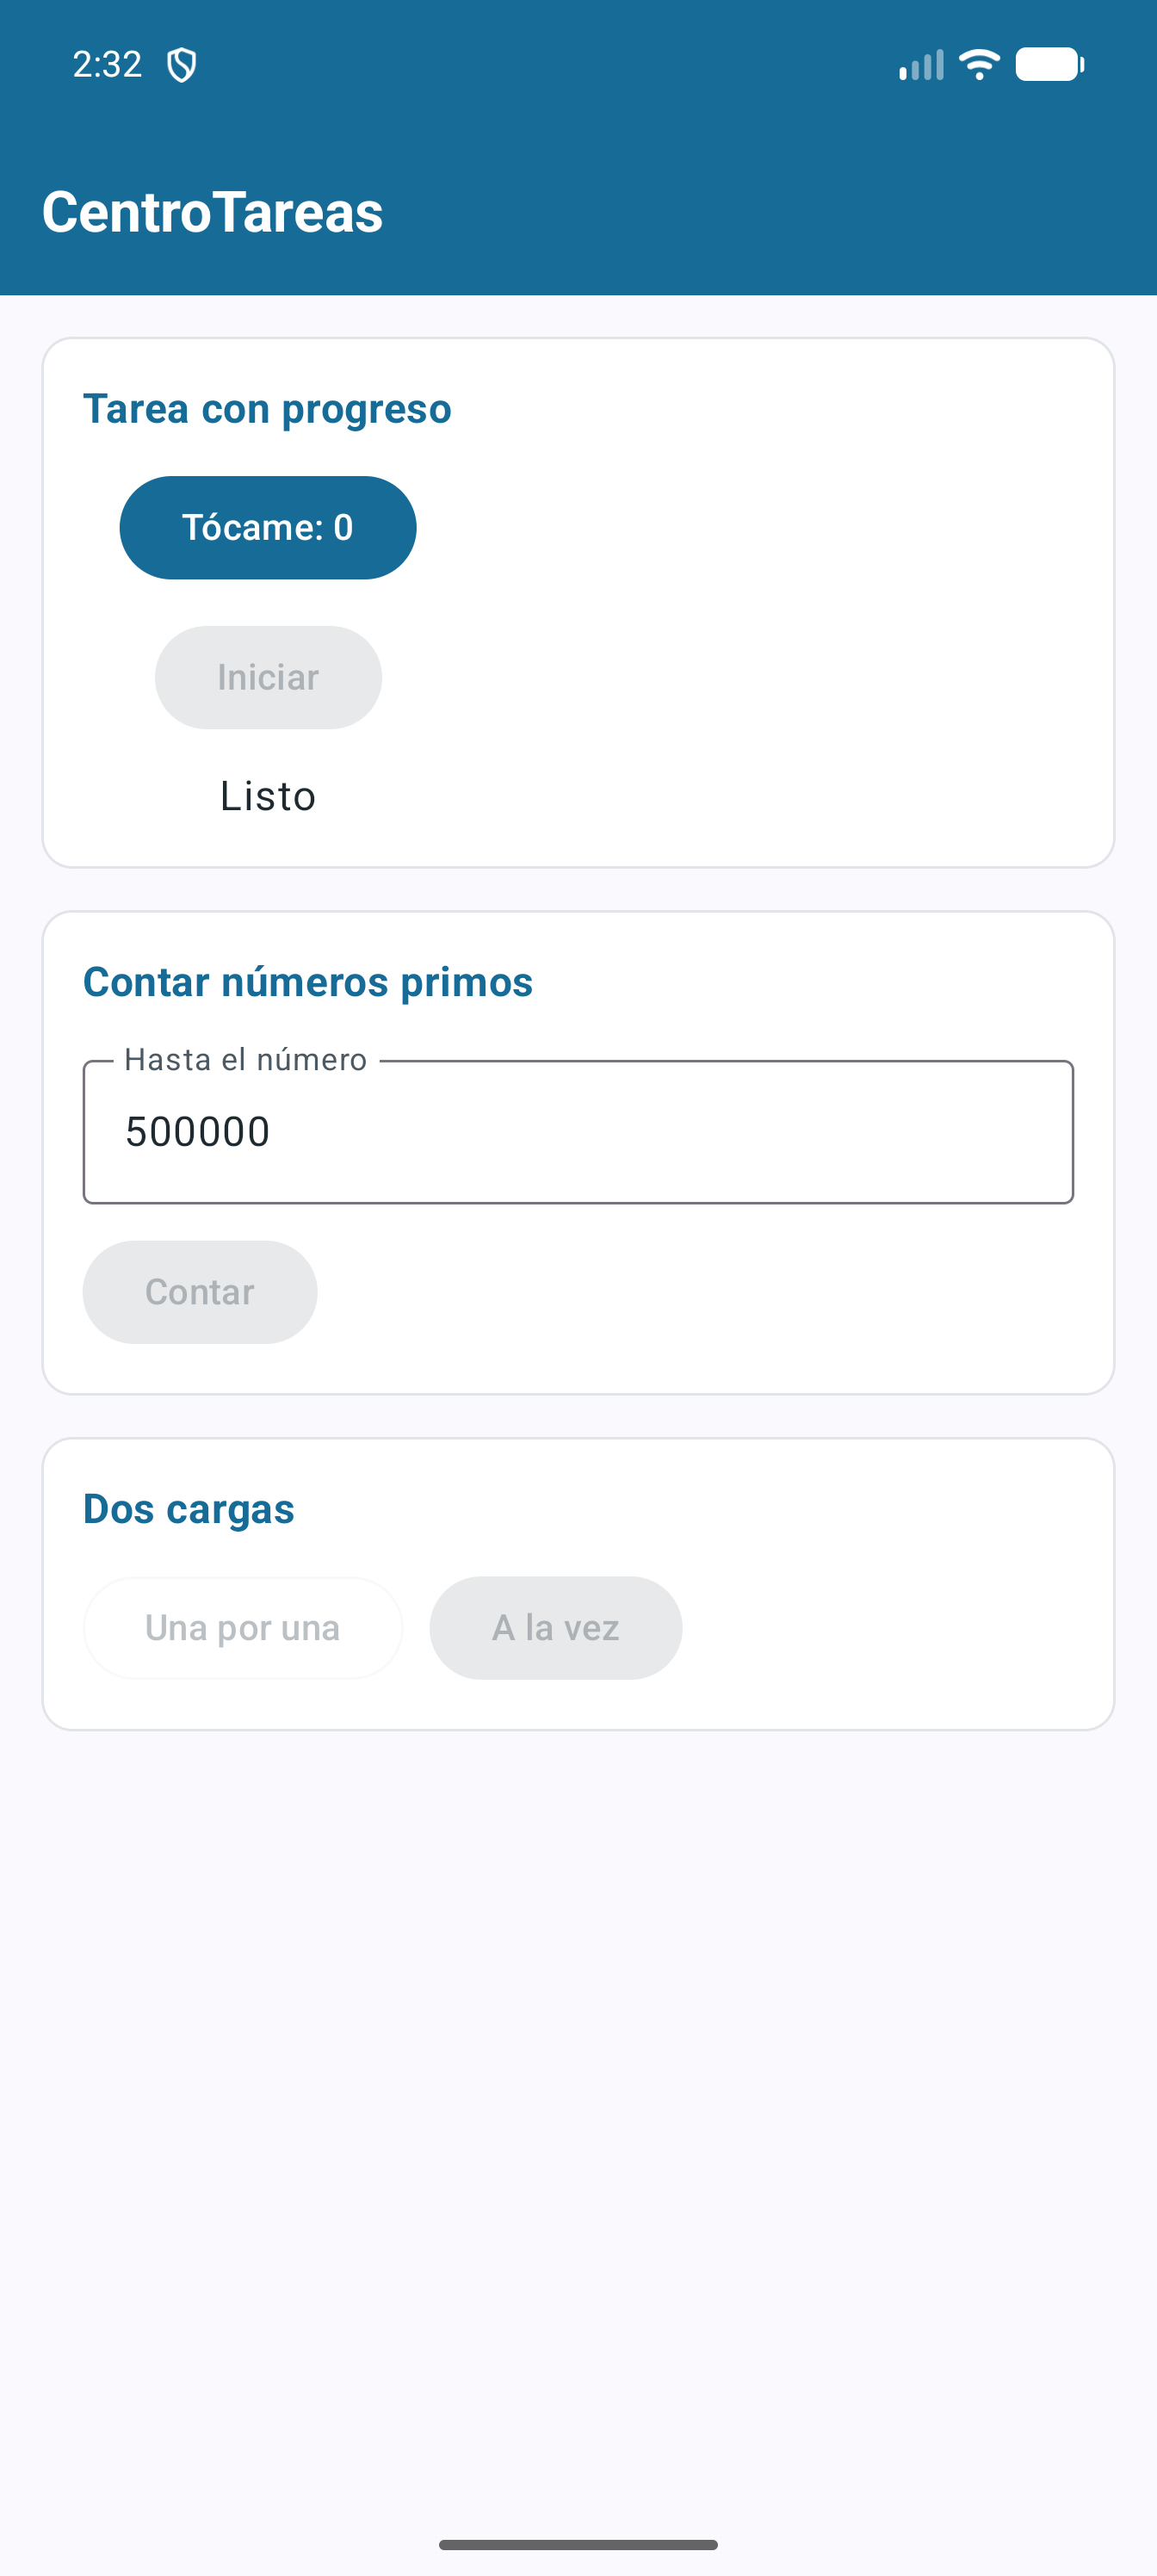 2:32
CentroTareas
Tarea con progreso
Tócame: 0
Iniciar
Listo
Contar números primos
Hasta el número
500000
Contar
Dos cargas
Una por una
A la vez